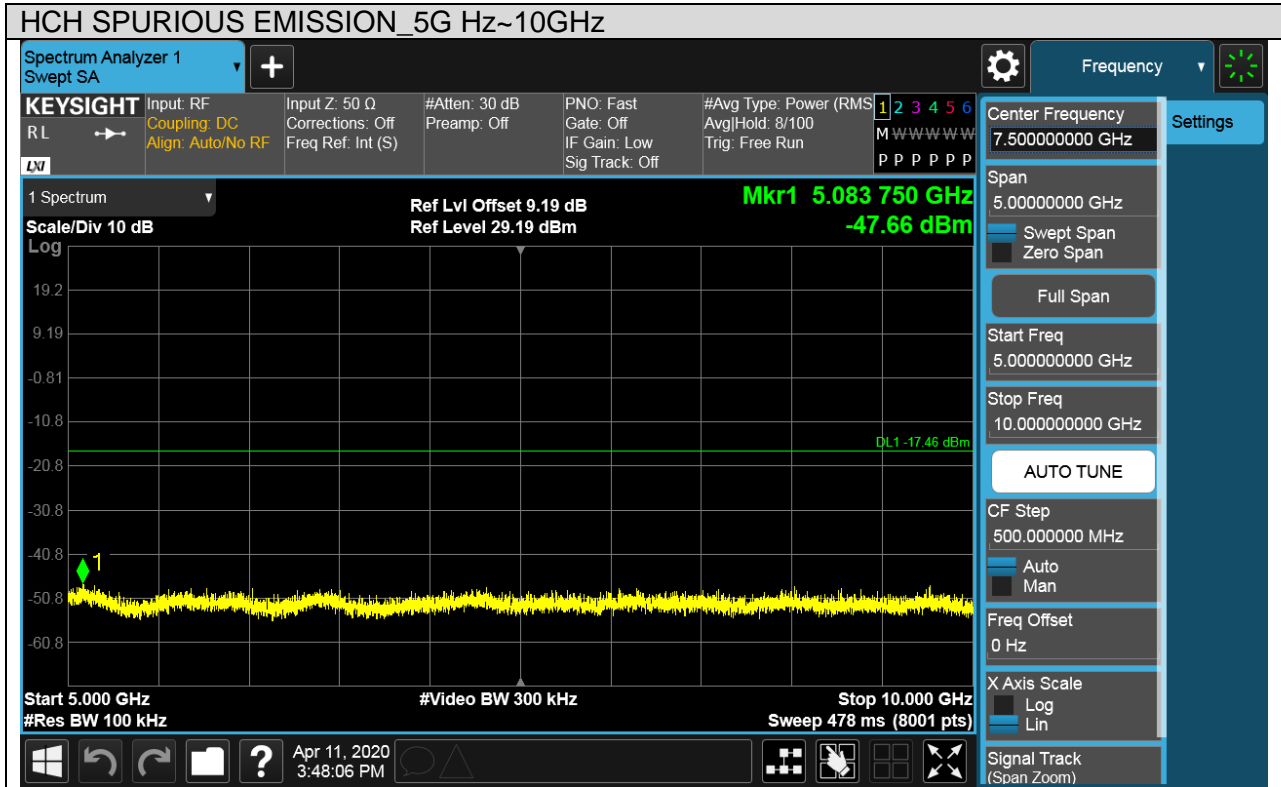 HCH SPURIOUS EMISSION_5G Hz~10GHz
Spectrum Analyzer 1
Swept SA
Frequency
KEYSIGHT
RL
LXI
Input: RF
Coupling: DC
Align: Auto/No RF
Input Z: 50 Ω
Corrections: Off
Freq Ref: Int (S)
#Atten: 30 dB
Preamp: Off
PNO: Fast
Gate: Off
IF Gain: Low
Sig Track: Off
#Avg Type: Power (RMS
Avg|Hold: 8/100
Trig: Free Run
1 2 3 4 5 6
M W W W W W
P P P P P P
1 Spectrum
Scale/Div 10 dB
Ref Lvl Offset 9.19 dB
Ref Level 29.19 dBm
Mkr1 5.083 750 GHz
-47.66 dBm
Log
19.2
9.19
-0.81
-10.8
-20.8
-30.8
-40.8
-50.8
-60.8
DL1 -17.46 dBm
1
Start 5.000 GHz
#Res BW 100 kHz
#Video BW 300 kHz
Stop 10.000 GHz
Sweep 478 ms (8001 pts)
Center Frequency
7.500000000 GHz
Settings
Span
5.00000000 GHz
Swept Span
Zero Span
Full Span
Start Freq
5.000000000 GHz
Stop Freq
10.000000000 GHz
AUTO TUNE
CF Step
500.000000 MHz
Auto
Man
Freq Offset
0 Hz
X Axis Scale
Log
Lin
Signal Track
(Span Zoom)
?
Apr 11, 2020
3:48:06 PM